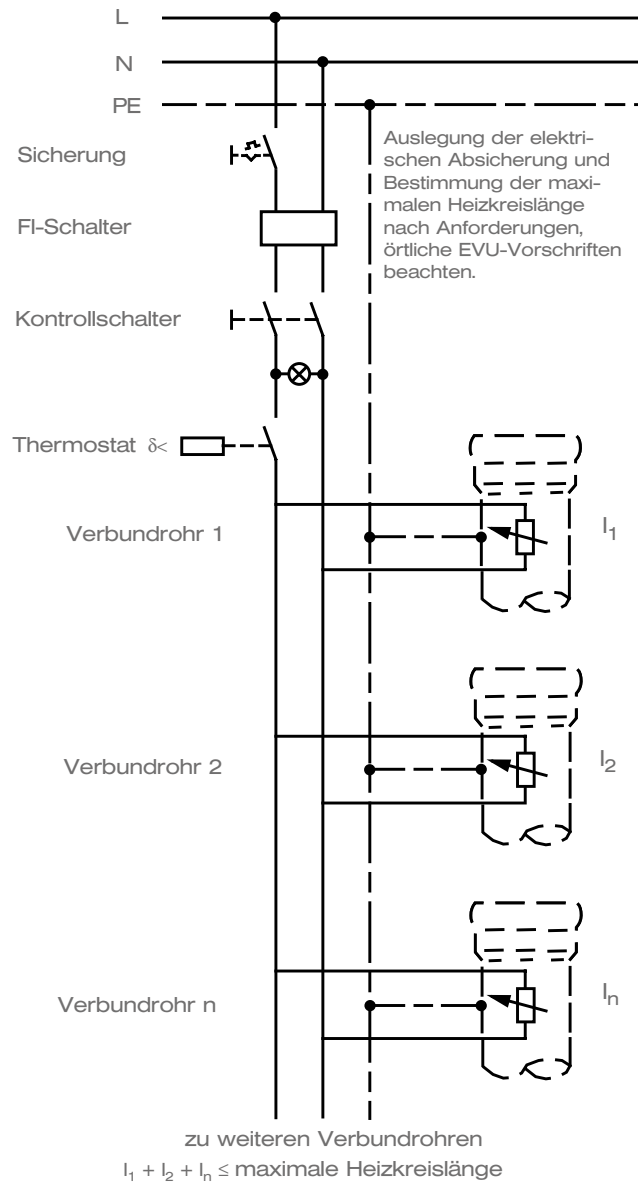 L
N
PE
Sicherung
Auslegung der elektri-
schen Absicherung und
Bestimmung der maxi-
malen Heizkreislänge
nach Anforderungen,
örtliche EVU-Vorschriften
beachten.
FI-Schalter
Kontrollschalter
Thermostat δ<
Verbundrohr 1
l₁
Verbundrohr 2
l₂
Verbundrohr n
lₙ
zu weiteren Verbundrohren
l₁ + l₂ + lₙ ≤ maximale Heizkreislänge